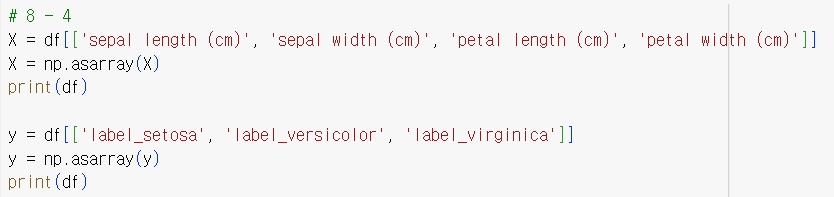 # 8 - 4
X = df[['sepal length (cm)', 'sepal width (cm)', 'petal length (cm)', 'petal width (cm)']]
X = np.asarray(X)
print(df)
y = df[['label_setosa', 'label_versicolor', 'label_virginica']]
y = np.asarray(y)
print(df)